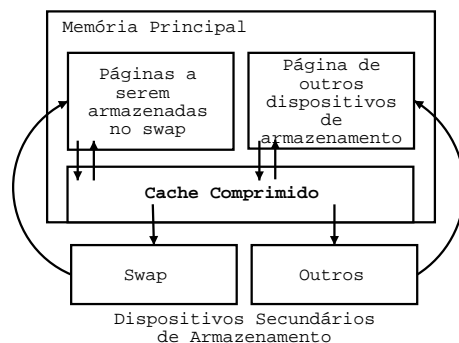 Memória Principal
Páginas a
serem
armazenadas
no swap
Página de
outros
dispositivos
de
armazenamento
Cache Comprimido
Swap
Outros
Dispositivos Secundários
de Armazenamento